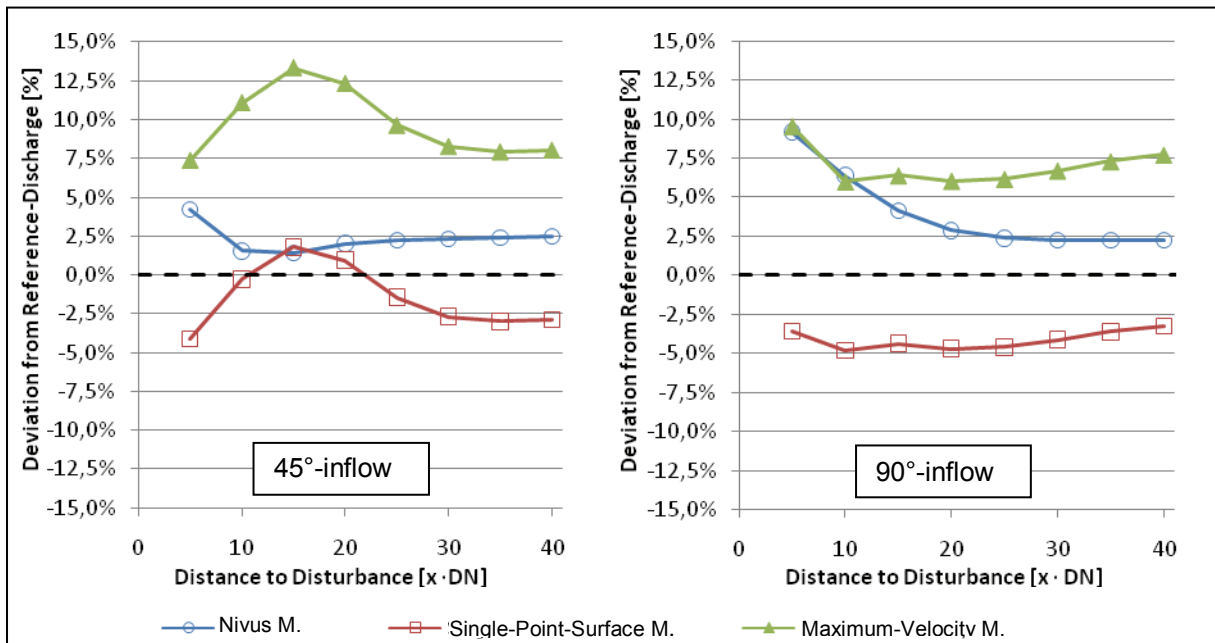 Deviation from Reference-Discharge [%]
15,0%
12,5%
10,0%
7,5%
5,0%
2,5%
0,0%
-2,5%
-5,0%
-7,5%
-10,0%
-12,5%
-15,0%
45°-inflow
0 10 20 30 40
Distance to Disturbance [x · DN]
Deviation from Reference-Discharge [%]
15,0%
12,5%
10,0%
7,5%
5,0%
2,5%
0,0%
-2,5%
-5,0%
-7,5%
-10,0%
-12,5%
-15,0%
90°-inflow
0 10 20 30 40
Distance to Disturbance [x · DN]
Nivus M. Single-Point-Surface M. Maximum-Velocity M.